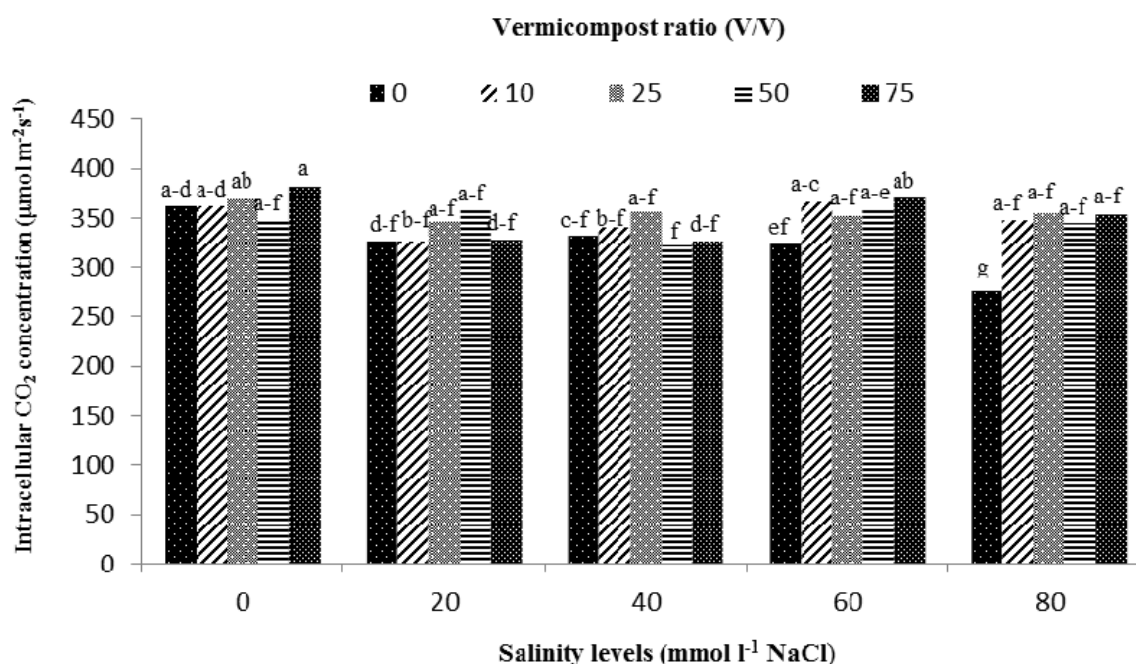 Vermicompost ratio (V/V)
0 10 25 50 75
Intracellular CO₂ concentration (µmol m⁻²s⁻¹)
450
400
350
300
250
200
150
100
50
0
a-d a-d ab a-f a
d-f b-f a-f a-f d-f
c-f b-f a-f f d-f
ef a-c a-f a-e ab
g a-f a-f a-f a-f
0 20 40 60 80
Salinity levels (mmol l⁻¹ NaCl)